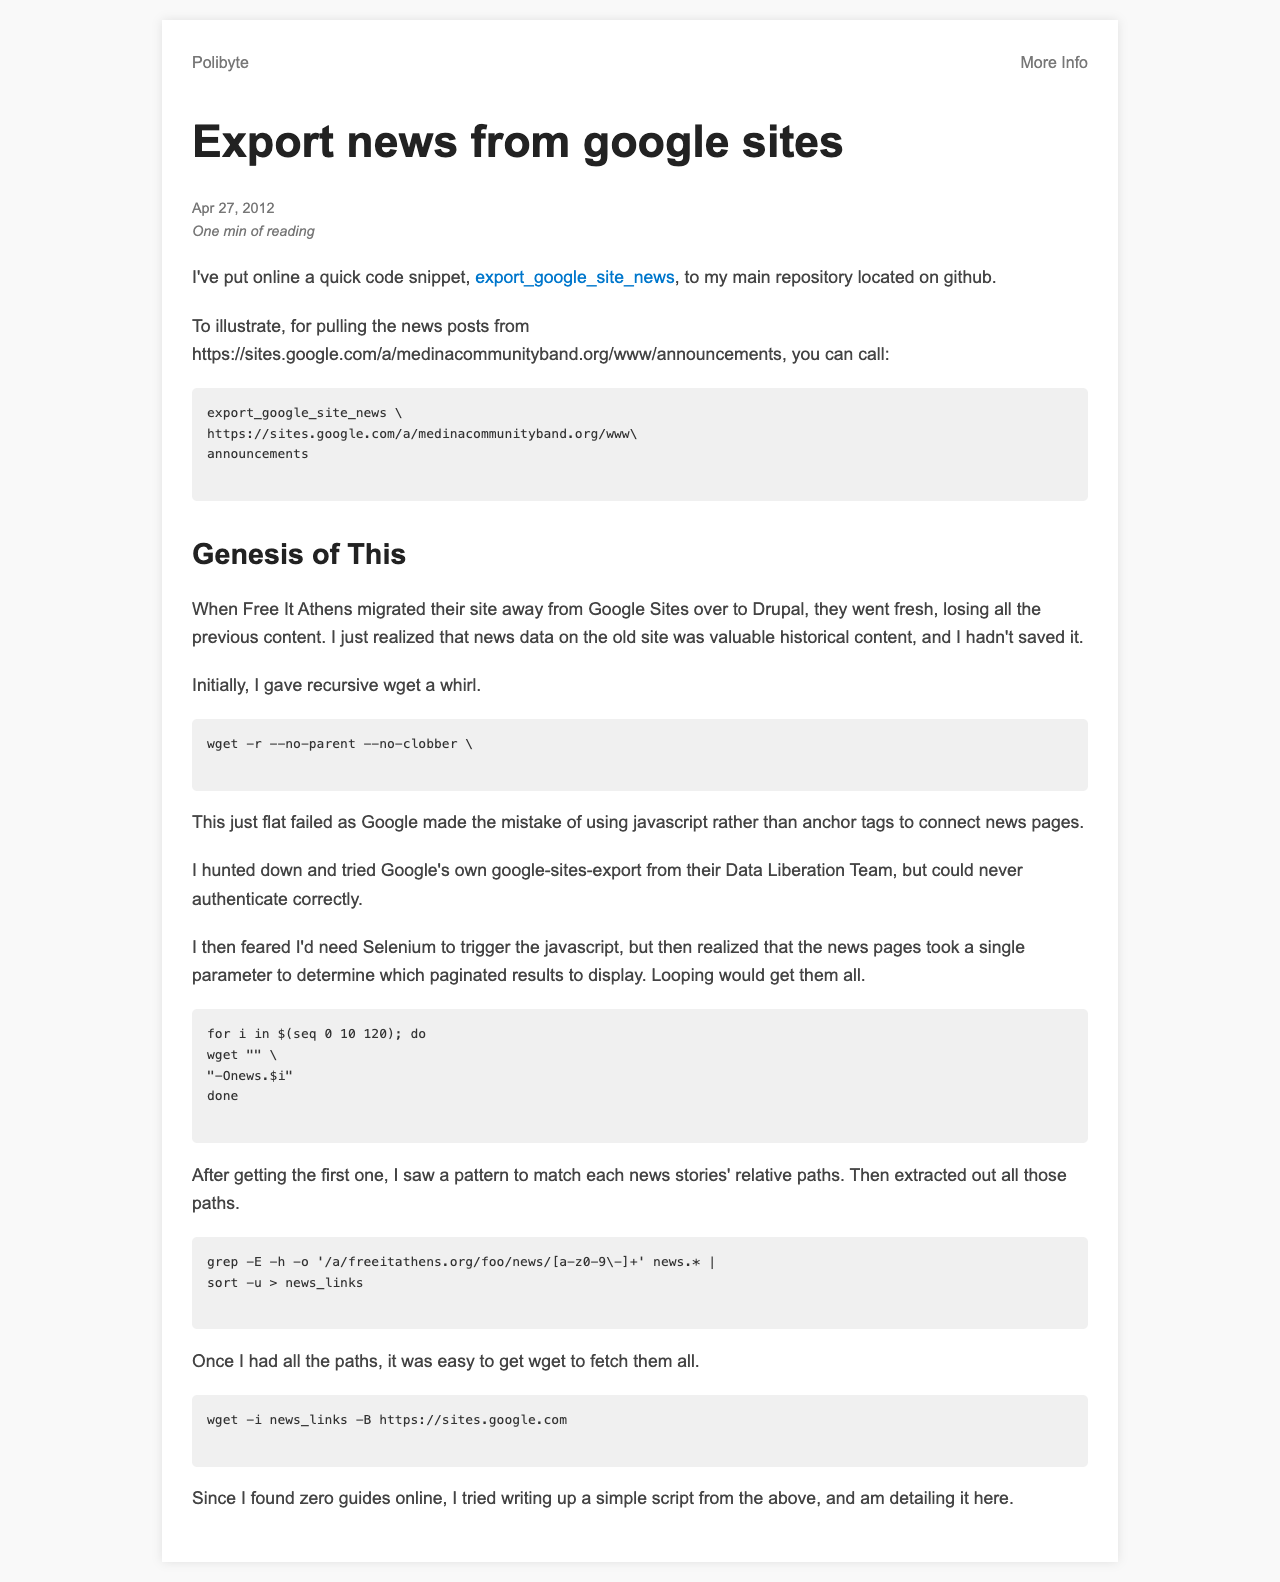 Polibyte
More Info
Export news from google sites
Apr 27, 2012
One min of reading
I've put online a quick code snippet, export_google_site_news, to my main repository located on github.
To illustrate, for pulling the news posts from
https://sites.google.com/a/medinacommunityband.org/www/announcements, you can call:
export_google_site_news \
https://sites.google.com/a/medinacommunityband.org/www\
announcements
Genesis of This
When Free It Athens migrated their site away from Google Sites over to Drupal, they went fresh, losing all the
previous content. I just realized that news data on the old site was valuable historical content, and I hadn't saved it.
Initially, I gave recursive wget a whirl.
wget -r --no-parent --no-clobber \
This just flat failed as Google made the mistake of using javascript rather than anchor tags to connect news pages.
I hunted down and tried Google's own google-sites-export from their Data Liberation Team, but could never
authenticate correctly.
I then feared I'd need Selenium to trigger the javascript, but then realized that the news pages took a single
parameter to determine which paginated results to display. Looping would get them all.
for i in $(seq 0 10 120); do
wget "" \
"-Onews.$i"
done
After getting the first one, I saw a pattern to match each news stories' relative paths. Then extracted out all those
paths.
grep -E -h -o '/a/freeitathens.org/foo/news/[a-z0-9\-]+' news.* |
sort -u > news_links
Once I had all the paths, it was easy to get wget to fetch them all.
wget -i news_links -B https://sites.google.com
Since I found zero guides online, I tried writing up a simple script from the above, and am detailing it here.